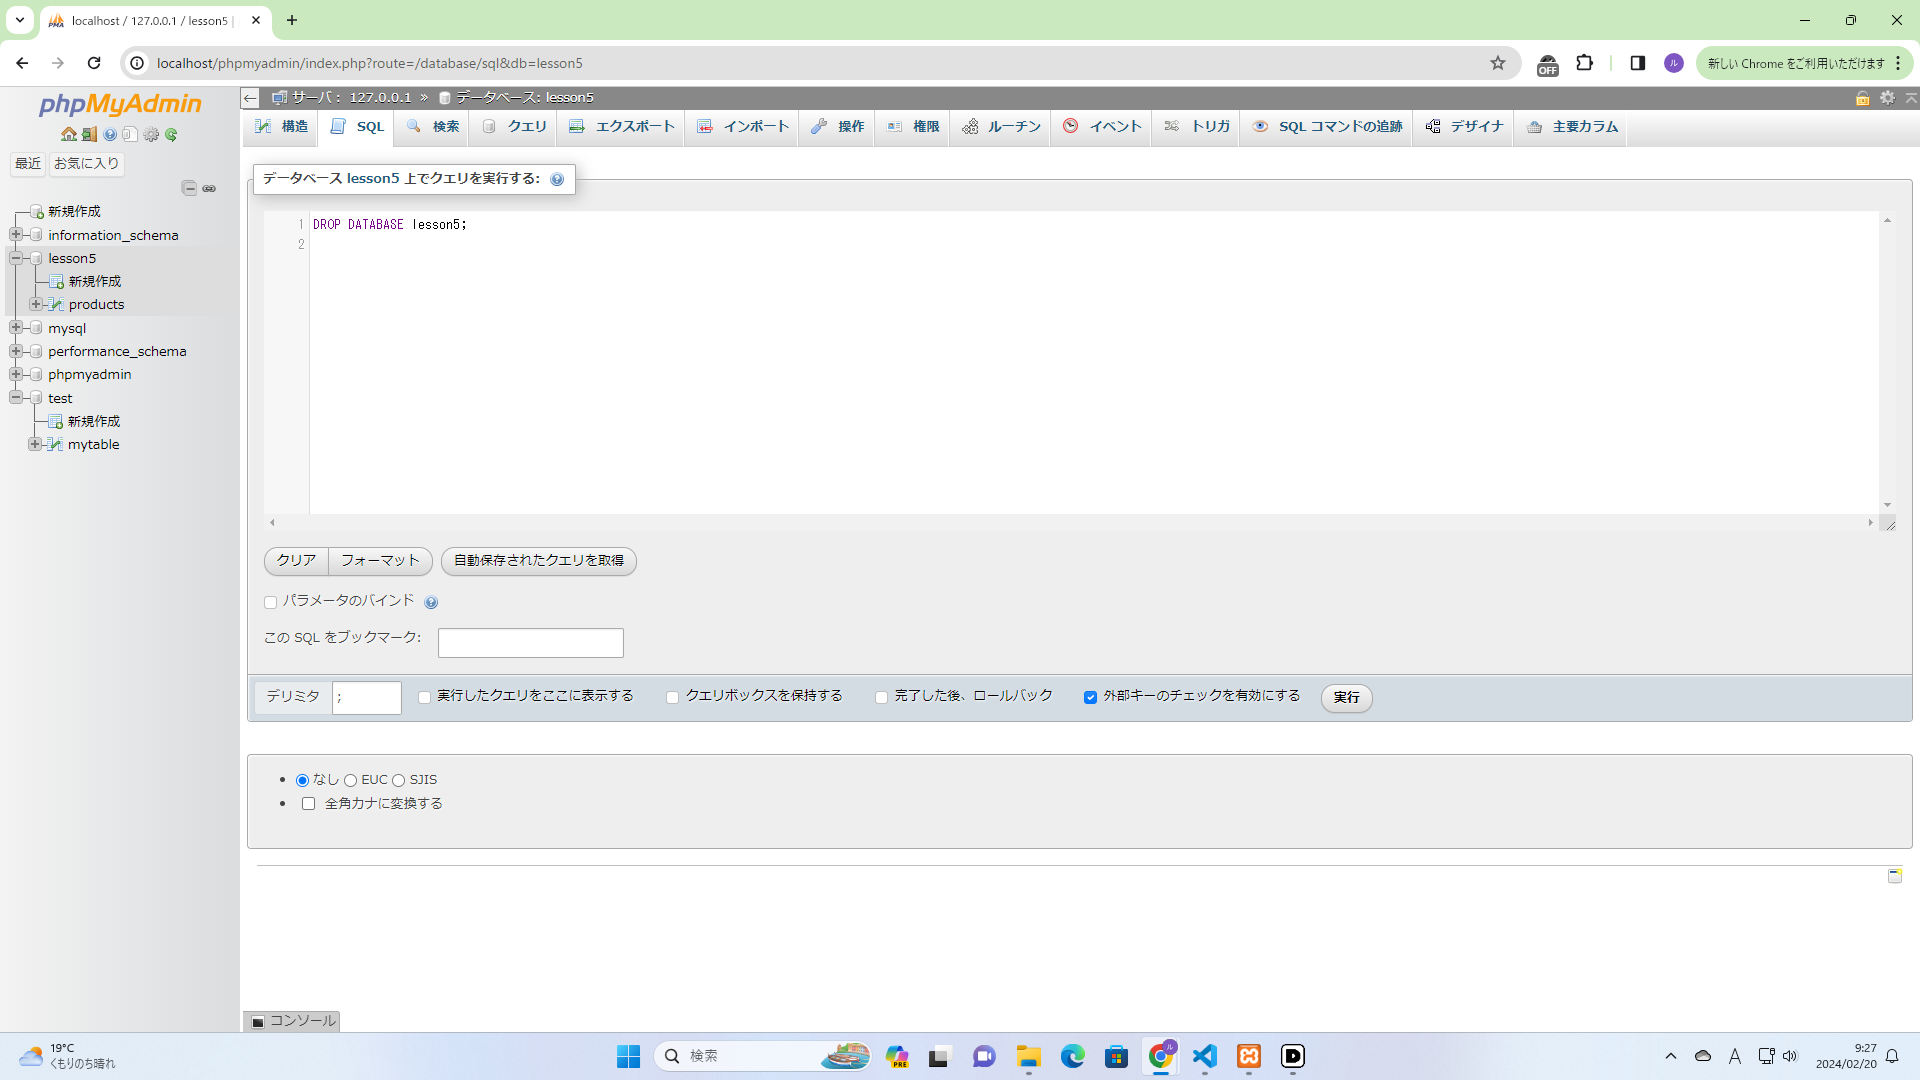 localhost / 127.0.0.1 / lesson5 |
localhost/phpmyadmin/index.php?route=/database/sql&db=lesson5
OFF
ル
新しい Chrome をご利用いただけます
phpMyAdmin
最近 お気に入り
新規作成
information_schema
lesson5
新規作成
products
mysql
performance_schema
phpmyadmin
test
新規作成
mytable
サーバ: 127.0.0.1 » データベース: lesson5
構造 SQL 検索 クエリ エクスポート インポート 操作 権限 ルーチン イベント トリガ SQL コマンドの追跡 デザイナ 主要カラム
データベース lesson5 上でクエリを実行する:
1 DROP DATABASE lesson5;
2
クリア フォーマット 自動保存されたクエリを取得
パラメータのバインド
この SQL をブックマーク:
デリミタ ; 実行したクエリをここに表示する クエリボックスを保持する 完了した後、ロールバック 外部キーのチェックを有効にする 実行
なし EUC SJIS
全角カナに変換する
コンソール
19°C
くもりのち晴れ
検索
PRE
ル
A
9:27
2024/02/20